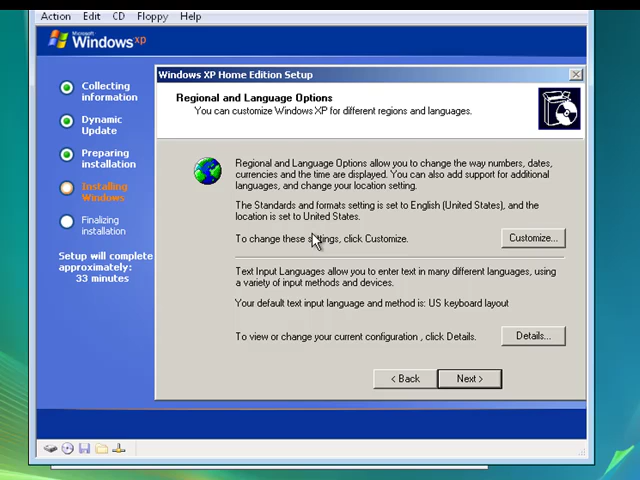 Action Edit CD Floppy Help
Microsoft
Windows xp
Collecting
information
Dynamic
Update
Preparing
installation
Installing
Windows
Finalizing
installation
Setup will complete
approximately:
33 minutes
Windows XP Home Edition Setup
Regional and Language Options
You can customize Windows XP for different regions and languages.
Regional and Language Options allow you to change the way numbers, dates,
currencies and the time are displayed. You can also add support for additional
languages, and change your location setting.
The Standards and formats setting is set to English (United States), and the
location is set to United States.
To change these settings, click Customize.
Customize...
Text Input Languages allow you to enter text in many different languages, using
a variety of input methods and devices.
Your default text input language and method is: US keyboard layout
To view or change your current configuration , click Details.
Details...
< Back
Next >